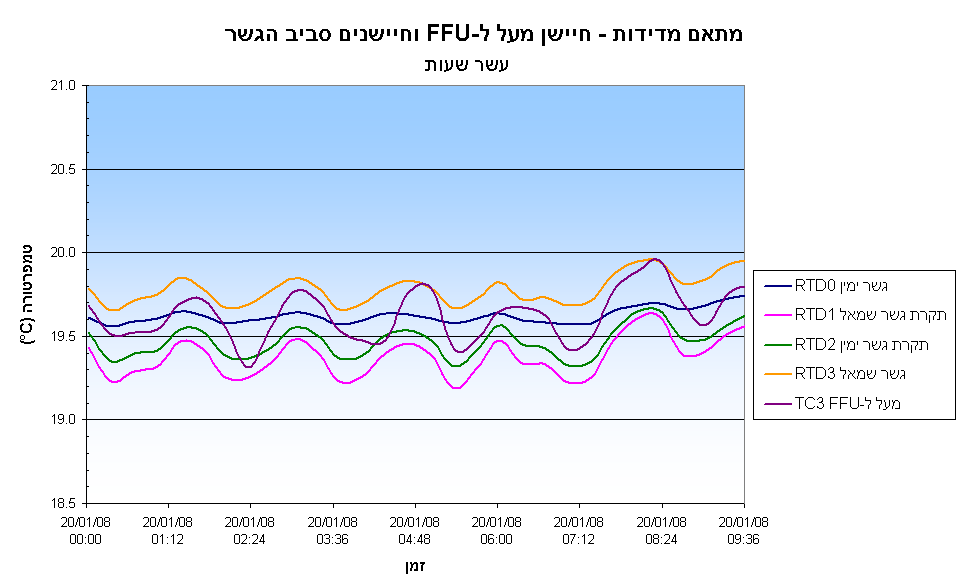 מתאם מדידות - חיישן מעל ל-FFU וחיישנים סביב הגשר
עשר שעות
טמפרטורה (°C)
21.0
20.5
20.0
19.5
19.0
18.5
20/01/08 00:00
20/01/08 01:12
20/01/08 02:24
20/01/08 03:36
20/01/08 04:48
20/01/08 06:00
20/01/08 07:12
20/01/08 08:24
20/01/08 09:36
זמן
RTD0 גשר ימין
RTD1 תקרת גשר שמאל
RTD2 תקרת גשר ימין
RTD3 גשר שמאל
TC3 FFU-מעל ל